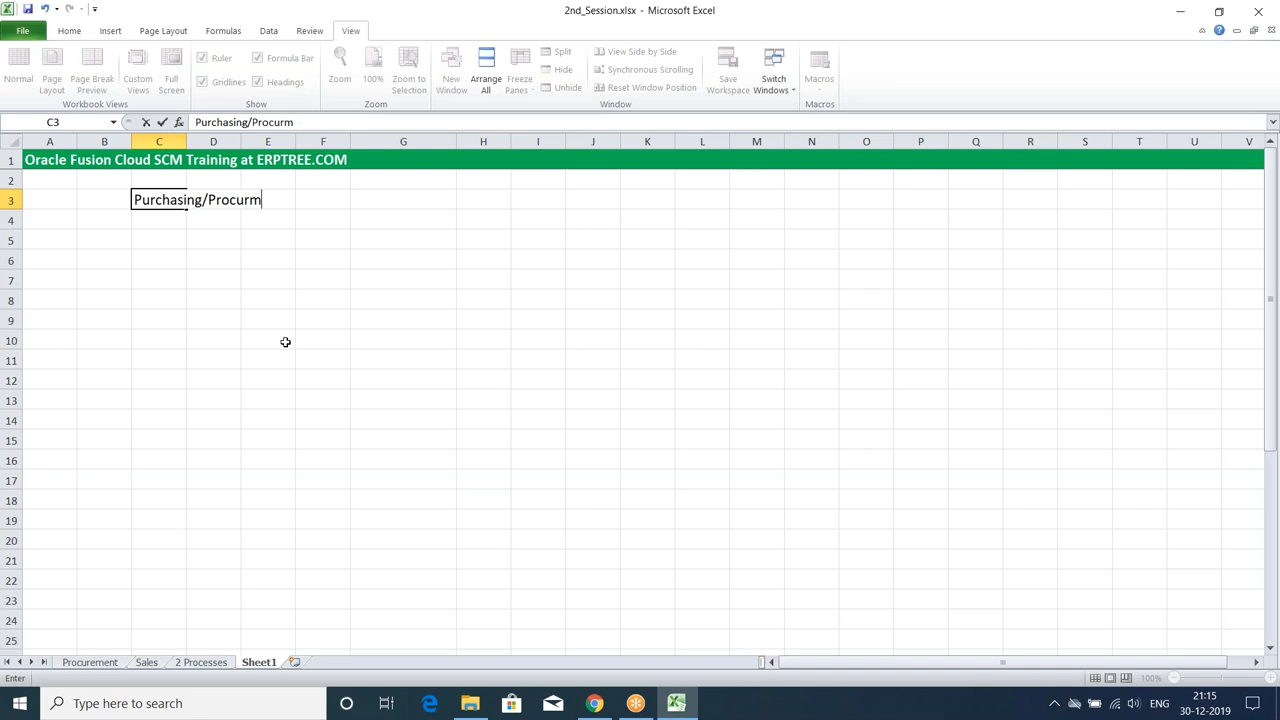 2nd_Session.xlsx - Microsoft Excel
File Home Insert Page Layout Formulas Data Review View
Normal Page Layout Page Break Preview Custom Views Full Screen
Workbook Views
Ruler Formula Bar
Gridlines Headings
Show
Zoom 100% Zoom to Selection
Zoom
New Window Arrange All Freeze Panes
Split
Hide
Unhide
View Side by Side
Synchronous Scrolling
Reset Window Position
Save Workspace Switch Windows
Window
Macros
Macros
C3 fx Purchasing/Procurm
A B C D E F G H I J K L M N O P Q R S T U V
1 Oracle Fusion Cloud SCM Training at ERPTREE.COM
2
3 Purchasing/Procurm
4
5
6
7
8
9
10
11
12
13
14
15
16
17
18
19
20
21
22
23
24
25
Procurement Sales 2 Processes Sheet1
Enter 100%
Type here to search
ENG
21:15
30-12-2019